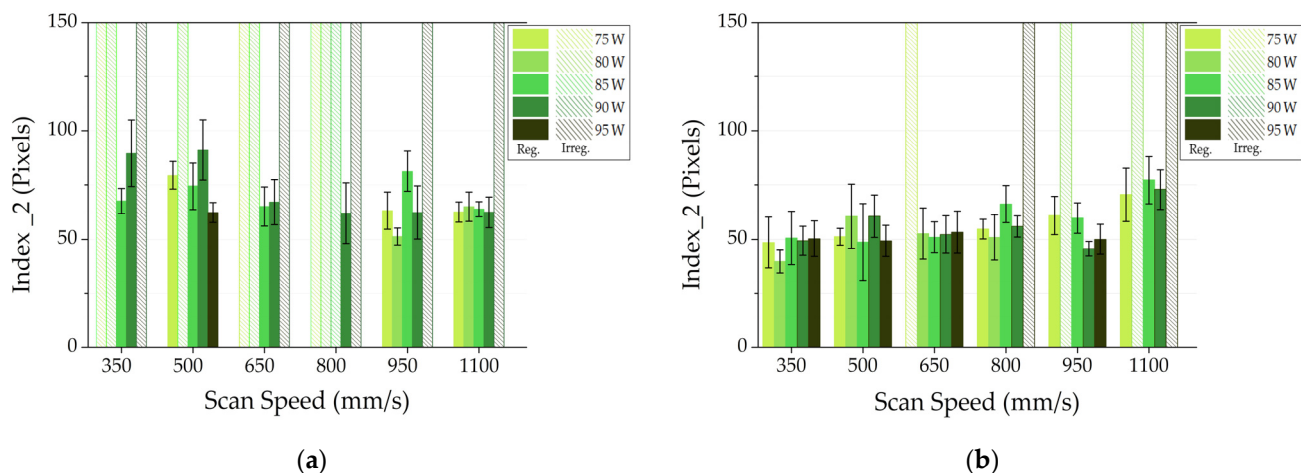 150
100
50
0
Index_2 (Pixels)
350 500 650 800 950 1100
Scan Speed (mm/s)
75 W
80 W
85 W
90 W
95 W
Reg. Irreg.
(a)
150
100
50
0
Index_2 (Pixels)
350 500 650 800 950 1100
Scan Speed (mm/s)
75 W
80 W
85 W
90 W
95 W
Reg. Irreg.
(b)